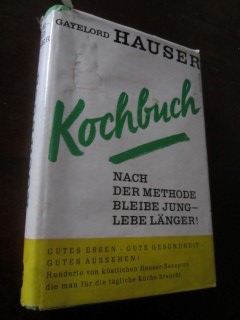 GAYELORD HAUSER
Kochbuch
NACH
DER METHODE
BLEIBE JUNG—
LEBE LÄNGER!
GUTES ESSEN - GUTE GESUNDHEIT
GUTES AUSSEHEN!
Hunderte von köstlichen Hauser-Rezepten
die man für die tägliche Küche braucht